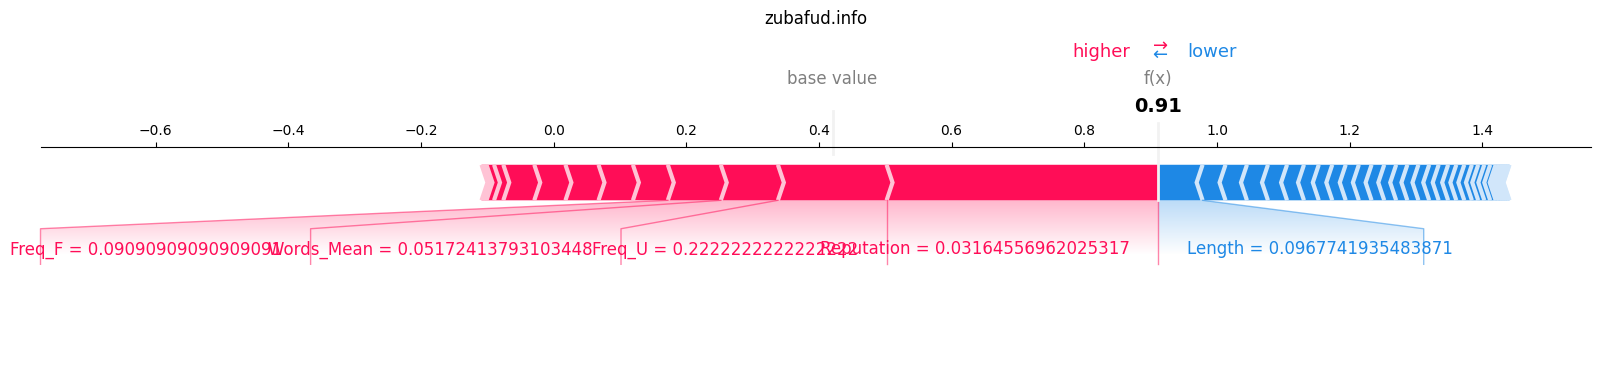 zubafud.info
higher → lower
←
base value f(x)
0.91
−0.6 −0.4 −0.2 0.0 0.2 0.4 0.6 0.8 1.0 1.2 1.4
Freq_F = 0.09090909090909091 Words_Mean = 0.05172413793103448 Freq_U = 0.2222222222222222 Reputation = 0.03164556962025317 Length = 0.0967741935483871